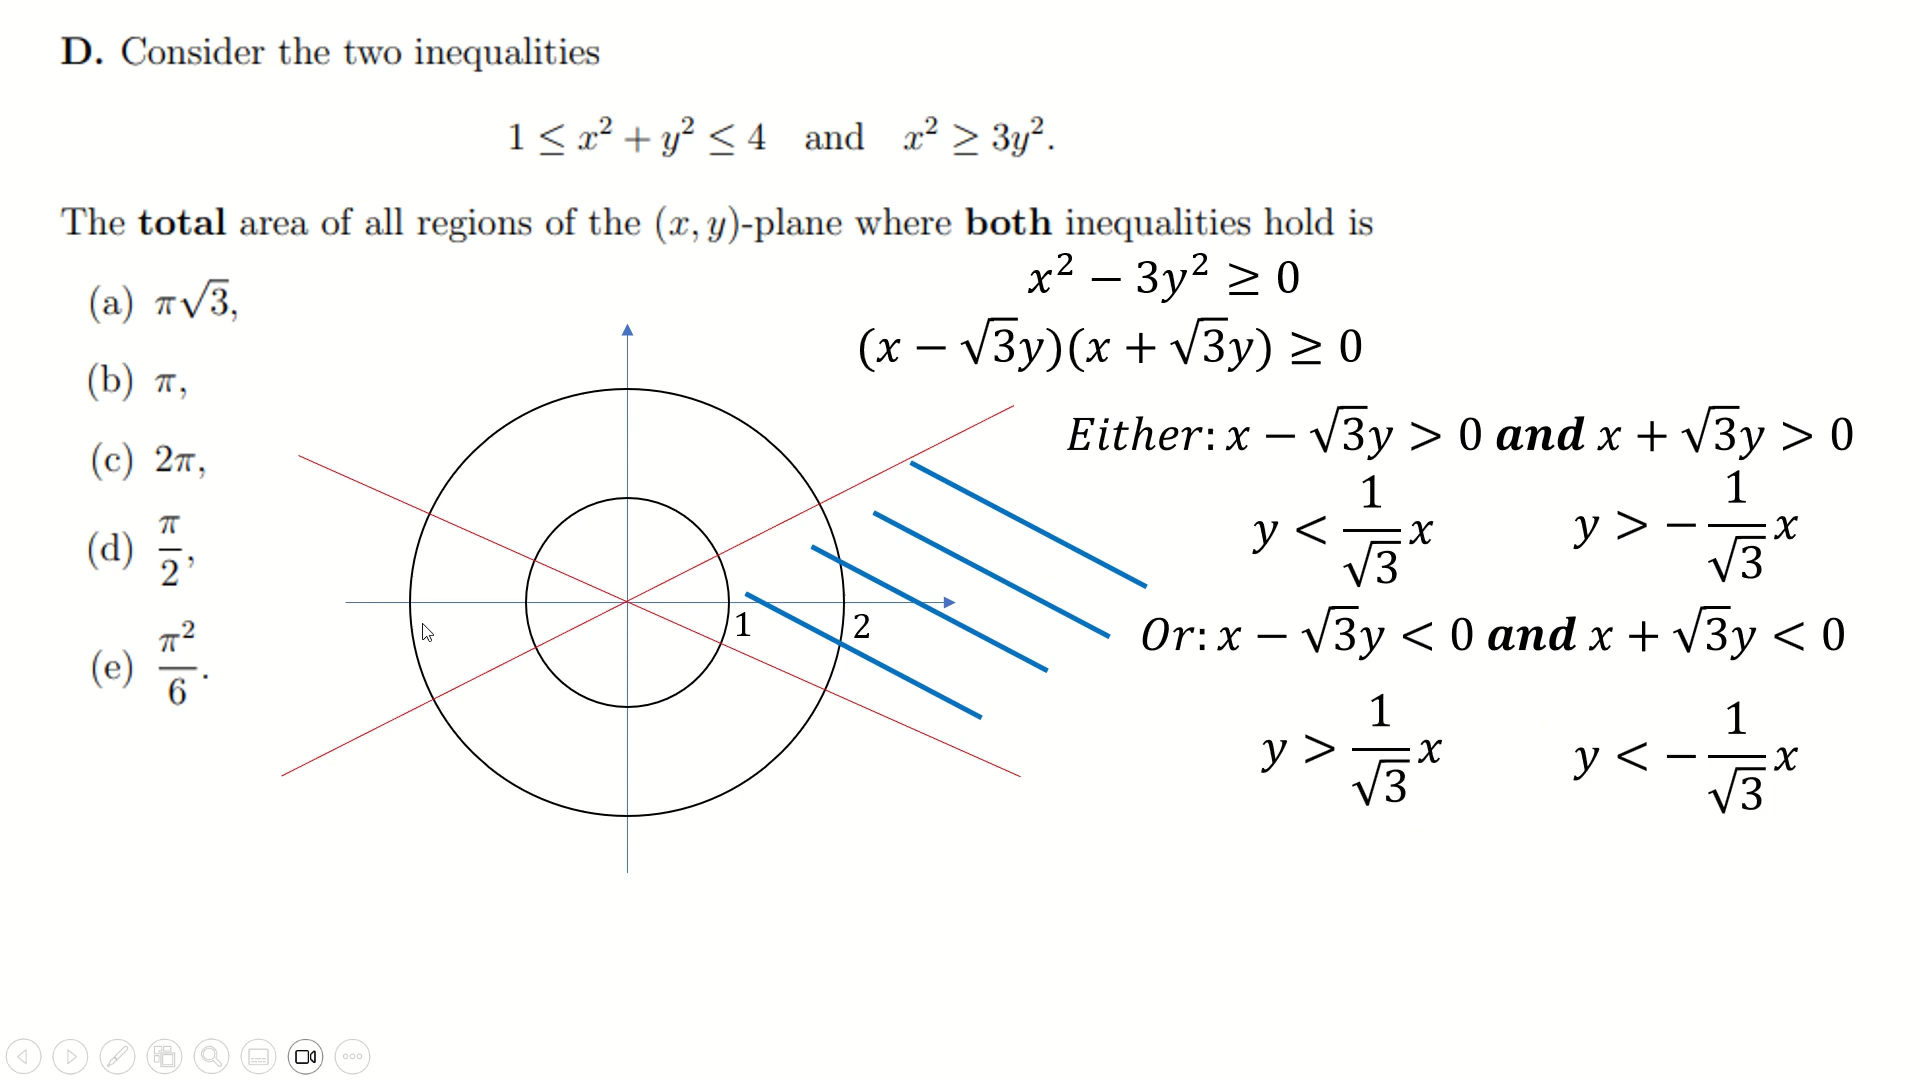 D. Consider the two inequalities
1 ≤ x² + y² ≤ 4 and x² ≥ 3y².
The total area of all regions of the (x, y)-plane where both inequalities hold is
(a) π√3,
(b) π,
(c) 2π,
(d) π/2,
(e) π²/6.
x² − 3y² ≥ 0
(x − √3y)(x + √3y) ≥ 0
Either: x − √3y > 0 and x + √3y > 0
y < 1/√3 x y > − 1/√3 x
Or: x − √3y < 0 and x + √3y < 0
y > 1/√3 x y < − 1/√3 x
1 2